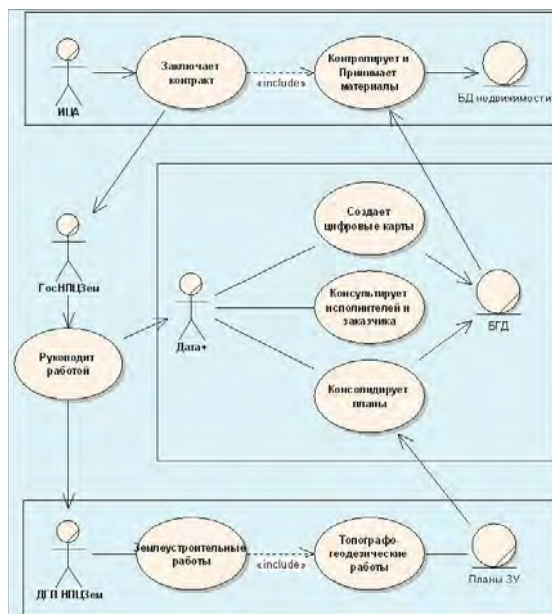 Заключает
контракт
«include»
Контролирует и
Принимает
материалы
ИЦА
БД недвижимости
ГосНПЦЗем
Создает
цифровые карты
Консультирует
исполнителей и
заказчика
БГД
Дата+
Руководит
работой
Консолидирует
планы
ДГП НПЦЗем
Землеустроительные
работы
«include»
Топографо-
геодезические
работы
Планы ЗУ